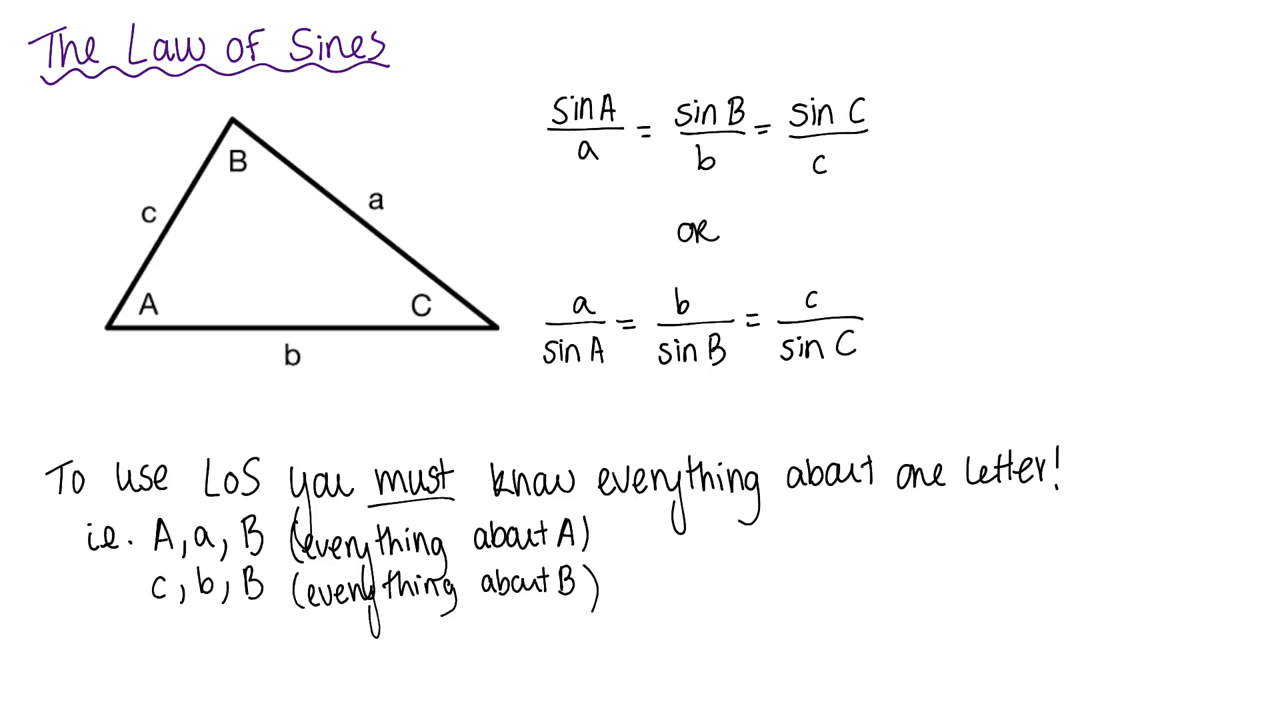 The Law of Sines
B
c
a
A
C
b
sin A / a = sin B / b = sin C / c
OR
a / sin A = b / sin B = c / sin C
To use LoS you must know everything about one letter!
i.e. A, a, B (everything about A)
c, b, B (everything about B)